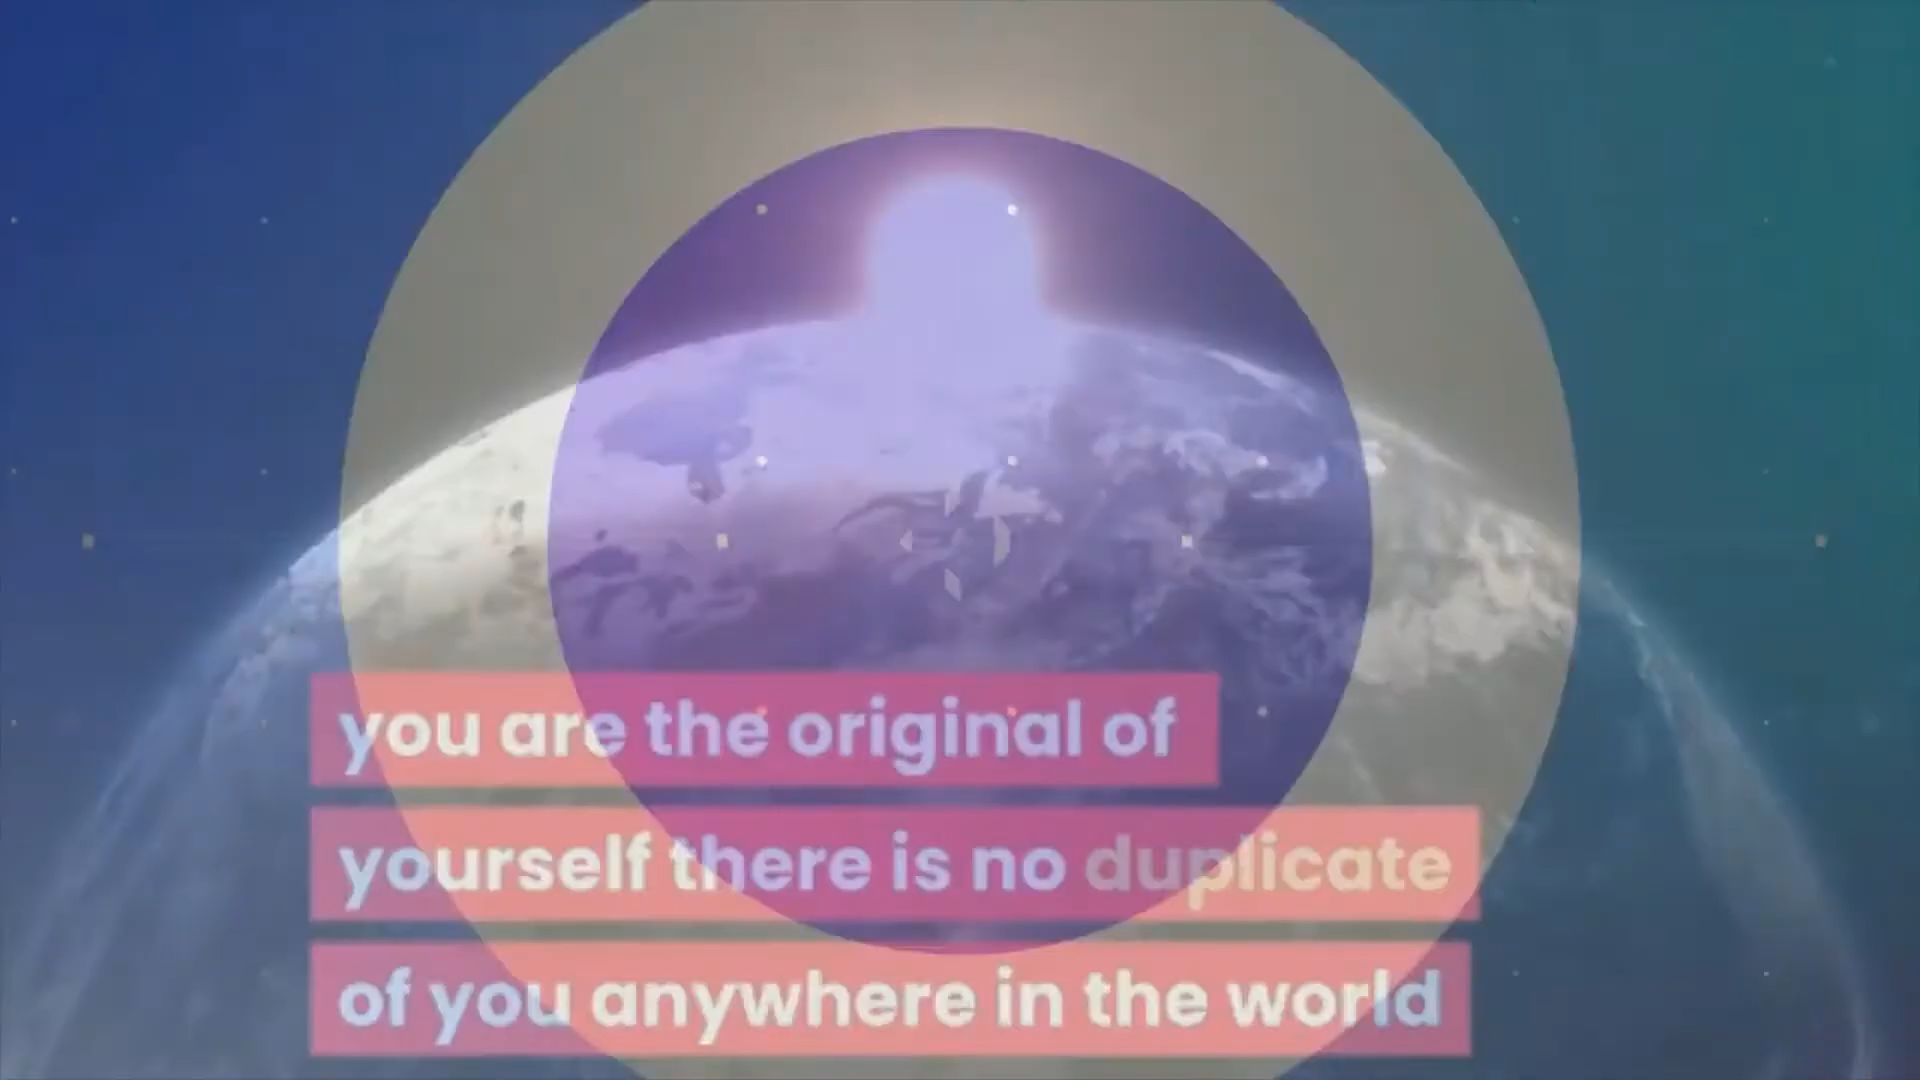 you are the original of
yourself there is no duplicate
of you anywhere in the world